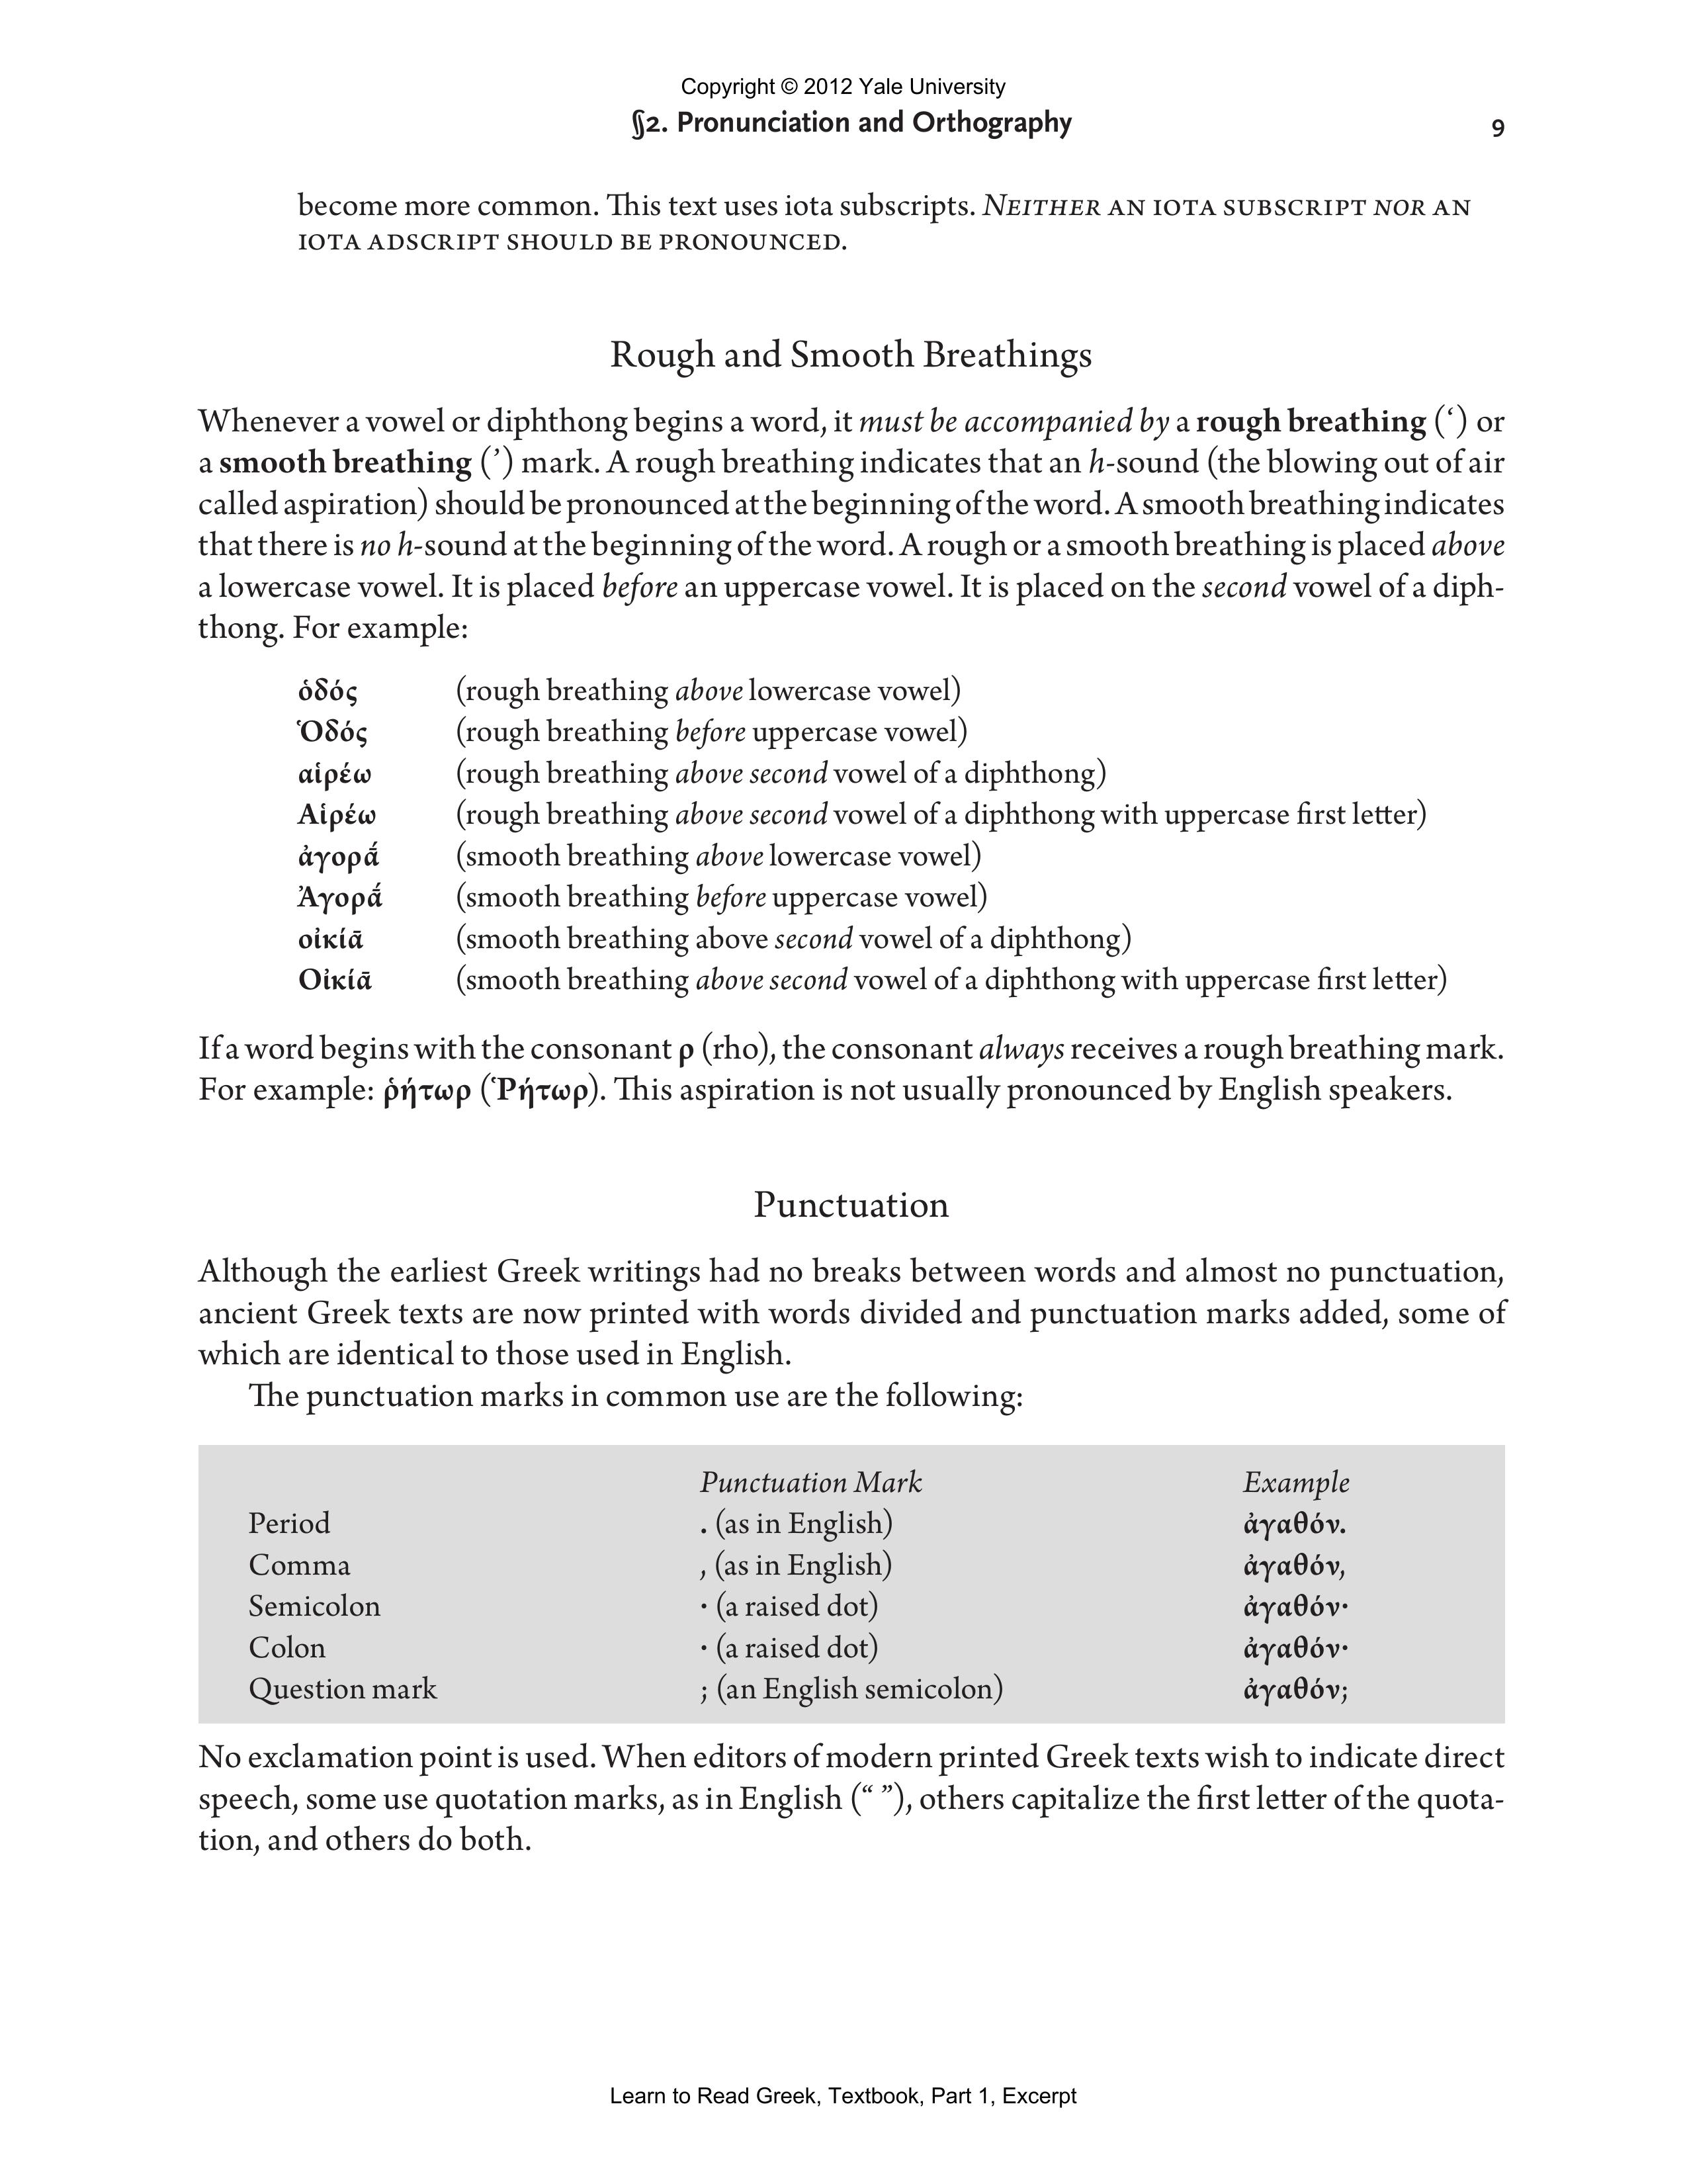 Copyright © 2012 Yale University
§2. Pronunciation and Orthography 9
become more common. This text uses iota subscripts. NEITHER AN IOTA SUBSCRIPT NOR AN
IOTA ADSCRIPT SHOULD BE PRONOUNCED.
Rough and Smooth Breathings
Whenever a vowel or diphthong begins a word, it must be accompanied by a rough breathing (‘) or
a smooth breathing (’) mark. A rough breathing indicates that an h-sound (the blowing out of air
called aspiration) should be pronounced at the beginning of the word. A smooth breathing indicates
that there is no h-sound at the beginning of the word. A rough or a smooth breathing is placed above
a lowercase vowel. It is placed before an uppercase vowel. It is placed on the second vowel of a diph-
thong. For example:
ὁδός (rough breathing above lowercase vowel)
Ὁδός (rough breathing before uppercase vowel)
αἱρέω (rough breathing above second vowel of a diphthong)
Αἱρέω (rough breathing above second vowel of a diphthong with uppercase first letter)
ἀγορᾱ́ (smooth breathing above lowercase vowel)
Ἀγορᾱ́ (smooth breathing before uppercase vowel)
οἰκίᾱ (smooth breathing above second vowel of a diphthong)
Οἰκίᾱ (smooth breathing above second vowel of a diphthong with uppercase first letter)
If a word begins with the consonant ρ (rho), the consonant always receives a rough breathing mark.
For example: ῥήτωρ (Ῥήτωρ). This aspiration is not usually pronounced by English speakers.
Punctuation
Although the earliest Greek writings had no breaks between words and almost no punctuation,
ancient Greek texts are now printed with words divided and punctuation marks added, some of
which are identical to those used in English.
The punctuation marks in common use are the following:
Punctuation Mark Example
Period . (as in English) ἀγαθόν.
Comma , (as in English) ἀγαθόν,
Semicolon · (a raised dot) ἀγαθόν·
Colon · (a raised dot) ἀγαθόν·
Question mark ; (an English semicolon) ἀγαθόν;
No exclamation point is used. When editors of modern printed Greek texts wish to indicate direct
speech, some use quotation marks, as in English (“ ”), others capitalize the first letter of the quota-
tion, and others do both.
Learn to Read Greek, Textbook, Part 1, Excerpt